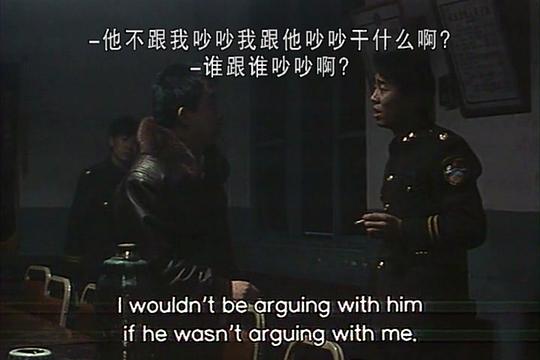 -他不跟我吵吵我跟他吵吵干什么啊?
-谁跟谁吵吵啊?
I wouldn't be arguing with him
if he wasn't arguing with me.